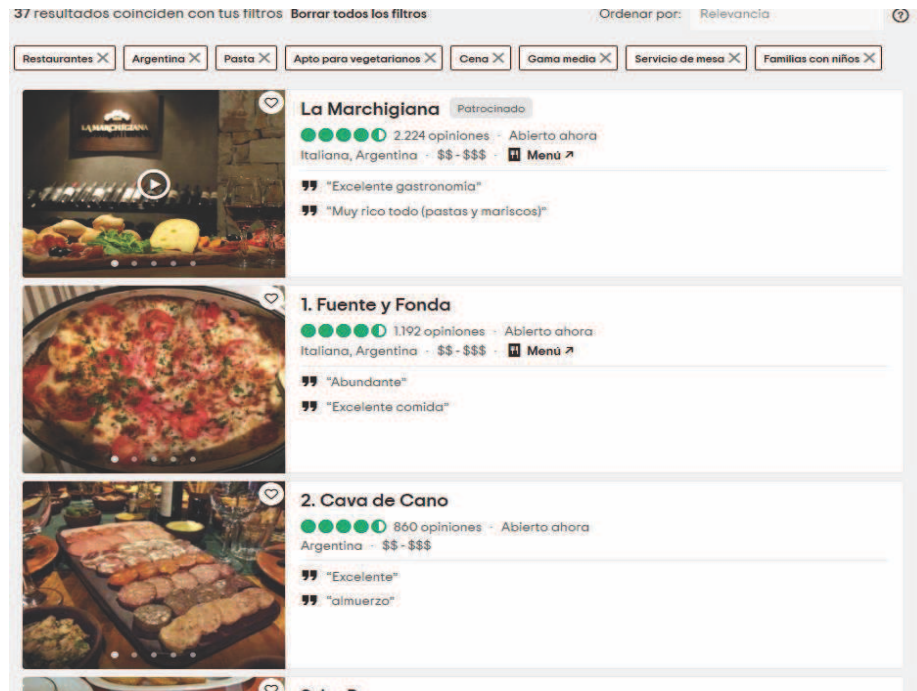 37 resultados coinciden con tus filtros Borrar todos los filtros Ordenar por: Relevancia
Restaurantes Argentina Pasta Apto para vegetarianos Cena Gama media Servicio de mesa Familias con niños
LA MARCHIGIANA
La Marchigiana Patrocinado
2.224 opiniones · Abierto ahora
Italiana, Argentina · $$ - $$$ · Menú
"Excelente gastronomia"
"Muy rico todo (pastas y mariscos)"
1. Fuente y Fonda
1.192 opiniones · Abierto ahora
Italiana, Argentina · $$ - $$$ · Menú
"Abundante"
"Excelente comida"
2. Cava de Cano
860 opiniones · Abierto ahora
Argentina · $$ - $$$
"Excelente"
"almuerzo"